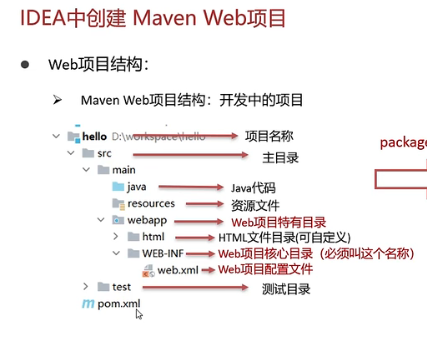 IDEA中创建 Maven Web项目
● Web项目结构：
➢ Maven Web项目结构：开发中的项目
hello D:\workspace\hello 项目名称
src 主目录
main
java Java代码
resources 资源文件
webapp Web项目特有目录
html HTML文件目录(可自定义)
WEB-INF Web项目核心目录（必须叫这个名称）
web.xml Web项目配置文件
test 测试目录
pom.xml
package